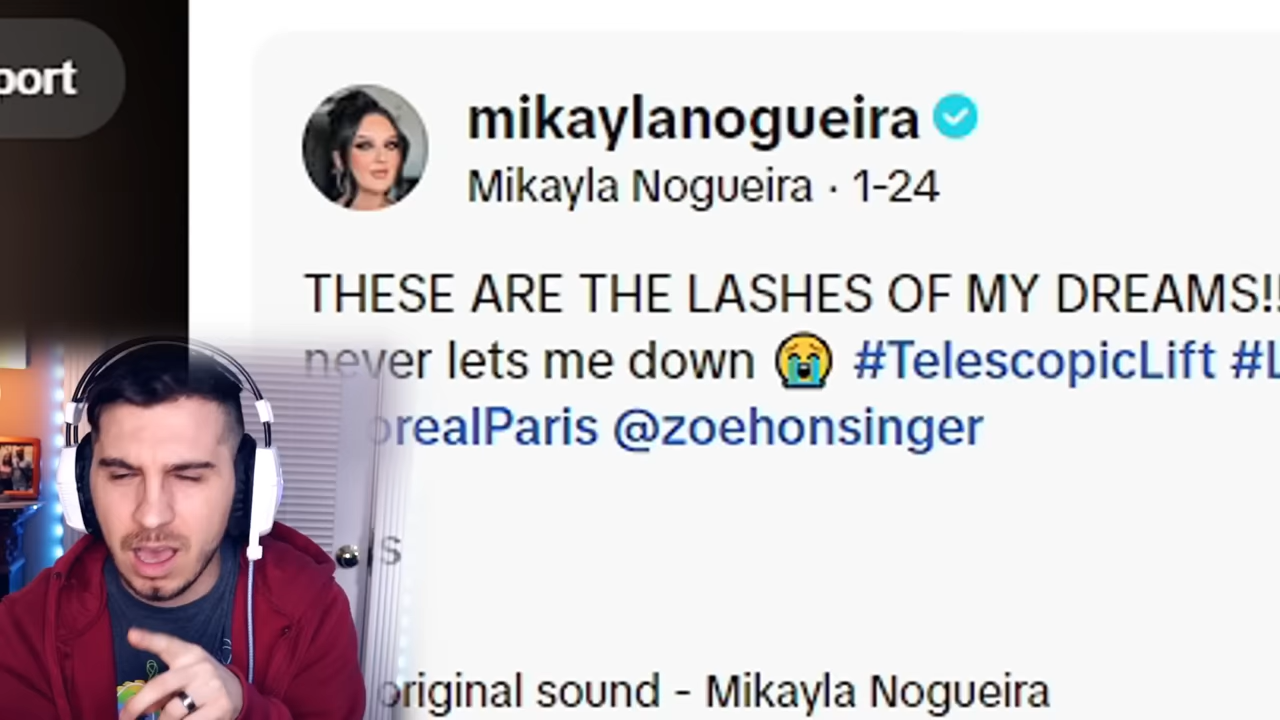 port
mikaylanogueira
Mikayla Nogueira · 1-24
THESE ARE THE LASHES OF MY DREAMS!!
never lets me down 😭 #TelescopicLift #L
orealParis @zoehonsinger
s
original sound - Mikayla Nogueira